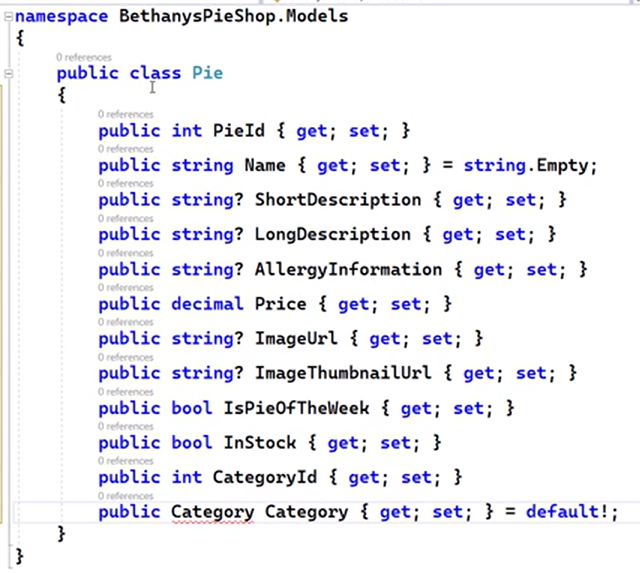 namespace BethanysPieShop.Models
{
0 references
public class Pie
{
0 references
public int PieId { get; set; }
0 references
public string Name { get; set; } = string.Empty;
0 references
public string? ShortDescription { get; set; }
0 references
public string? LongDescription { get; set; }
0 references
public string? AllergyInformation { get; set; }
0 references
public decimal Price { get; set; }
0 references
public string? ImageUrl { get; set; }
0 references
public string? ImageThumbnailUrl { get; set; }
0 references
public bool IsPieOfTheWeek { get; set; }
0 references
public bool InStock { get; set; }
0 references
public int CategoryId { get; set; }
0 references
public Category Category { get; set; } = default!;
}
}